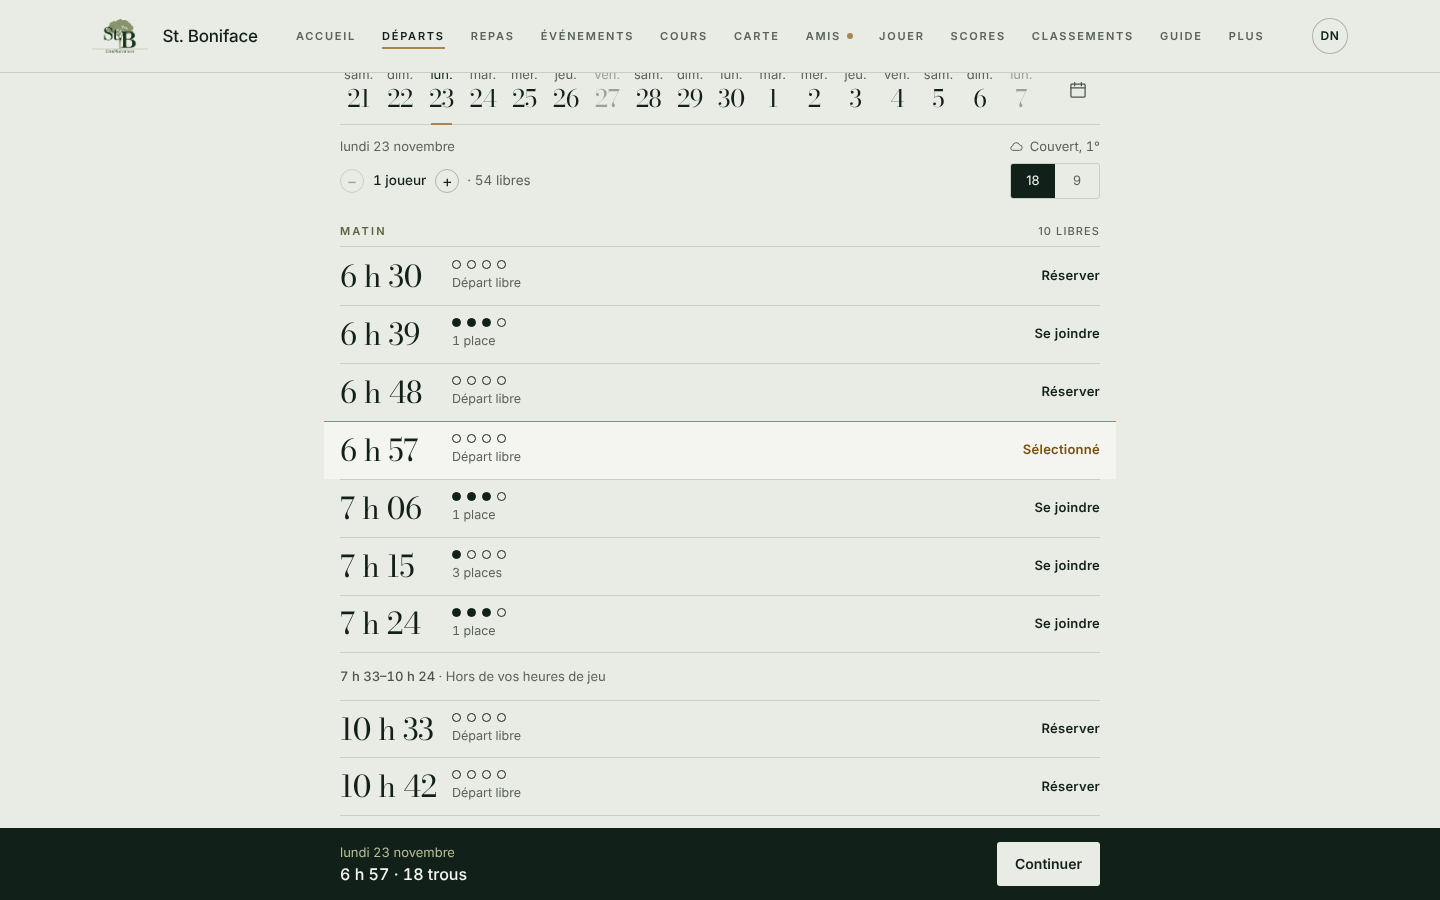 St. Boniface
ACCUEIL DÉPARTS REPAS ÉVÉNEMENTS COURS CARTE AMIS JOUER SCORES CLASSEMENTS GUIDE PLUS
DN
sam. dim. lun. mar. mer. jeu. ven. sam. dim. lun. mar. mer. jeu. ven. sam. dim. lun.
21 22 23 24 25 26 27 28 29 30 1 2 3 4 5 6 7
lundi 23 novembre
Couvert, 1°
− 1 joueur + · 54 libres
18 9
MATIN
10 LIBRES
6 h 30
Départ libre
Réserver
6 h 39
1 place
Se joindre
6 h 48
Départ libre
Réserver
6 h 57
Départ libre
Sélectionné
7 h 06
1 place
Se joindre
7 h 15
3 places
Se joindre
7 h 24
1 place
Se joindre
7 h 33–10 h 24 · Hors de vos heures de jeu
10 h 33
Départ libre
Réserver
10 h 42
Départ libre
Réserver
lundi 23 novembre
6 h 57 · 18 trous
Continuer